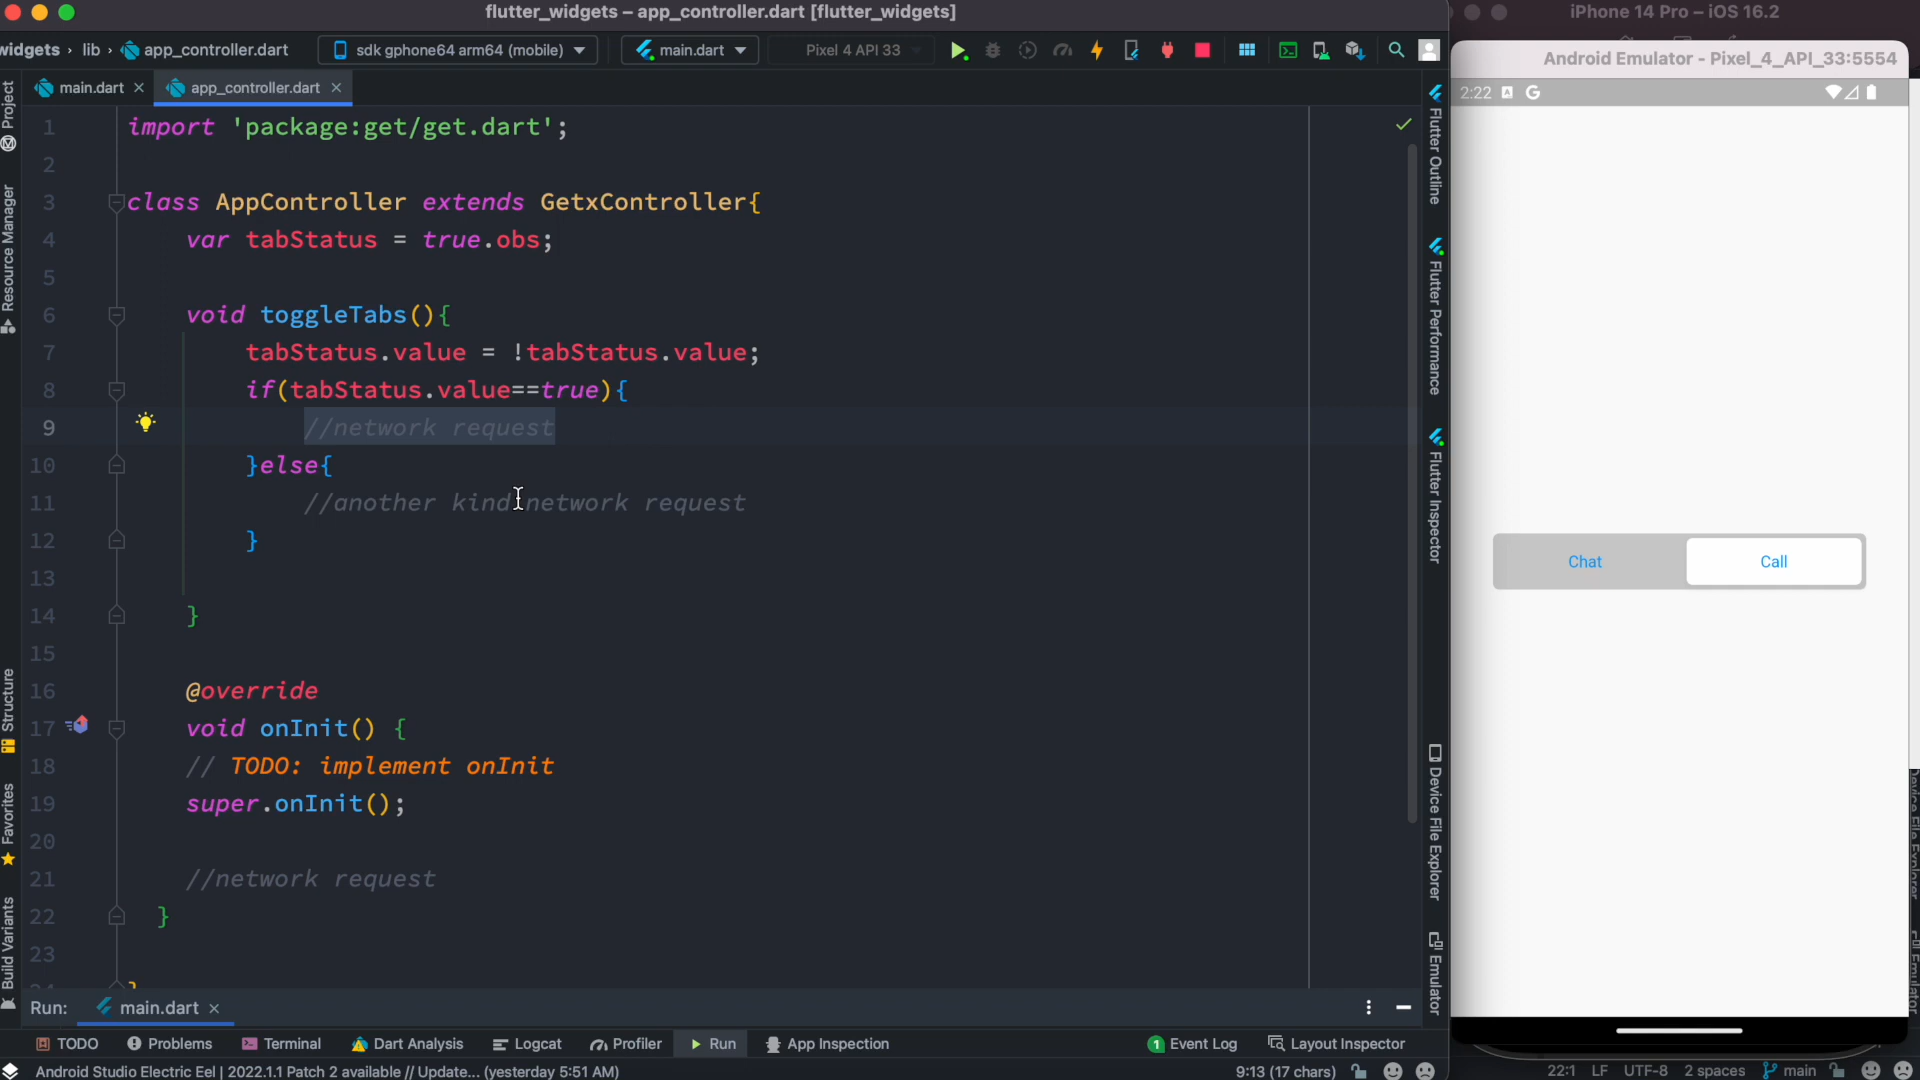 flutter_widgets – app_controller.dart [flutter_widgets]
iPhone 14 Pro – iOS 16.2
widgets › lib › app_controller.dart
sdk gphone64 arm64 (mobile)
main.dart
Pixel 4 API 33
Android Emulator - Pixel_4_API_33:5554
main.dart
app_controller.dart
2:22
1 import 'package:get/get.dart';
2
3 class AppController extends GetxController{
4 var tabStatus = true.obs;
5
6 void toggleTabs(){
7 tabStatus.value = !tabStatus.value;
8 if(tabStatus.value==true){
9 //network request
10 }else{
11 //another kind network request
12 }
13
14 }
15
16 @override
17 void onInit() {
18 // TODO: implement onInit
19 super.onInit();
20
21 //network request
22 }
23
24 }
Project
Resource Manager
Structure
Favorites
Build Variants
Flutter Outline
Flutter Performance
Flutter Inspector
Device File Explorer
Emulator
Chat
Call
Run:
main.dart
TODO
Problems
Terminal
Dart Analysis
Logcat
Profiler
Run
App Inspection
1 Event Log
Layout Inspector
Android Studio Electric Eel | 2022.1.1 Patch 2 available // Update... (yesterday 5:51 AM)
9:13 (17 chars)
22:1
LF
UTF-8
2 spaces
main